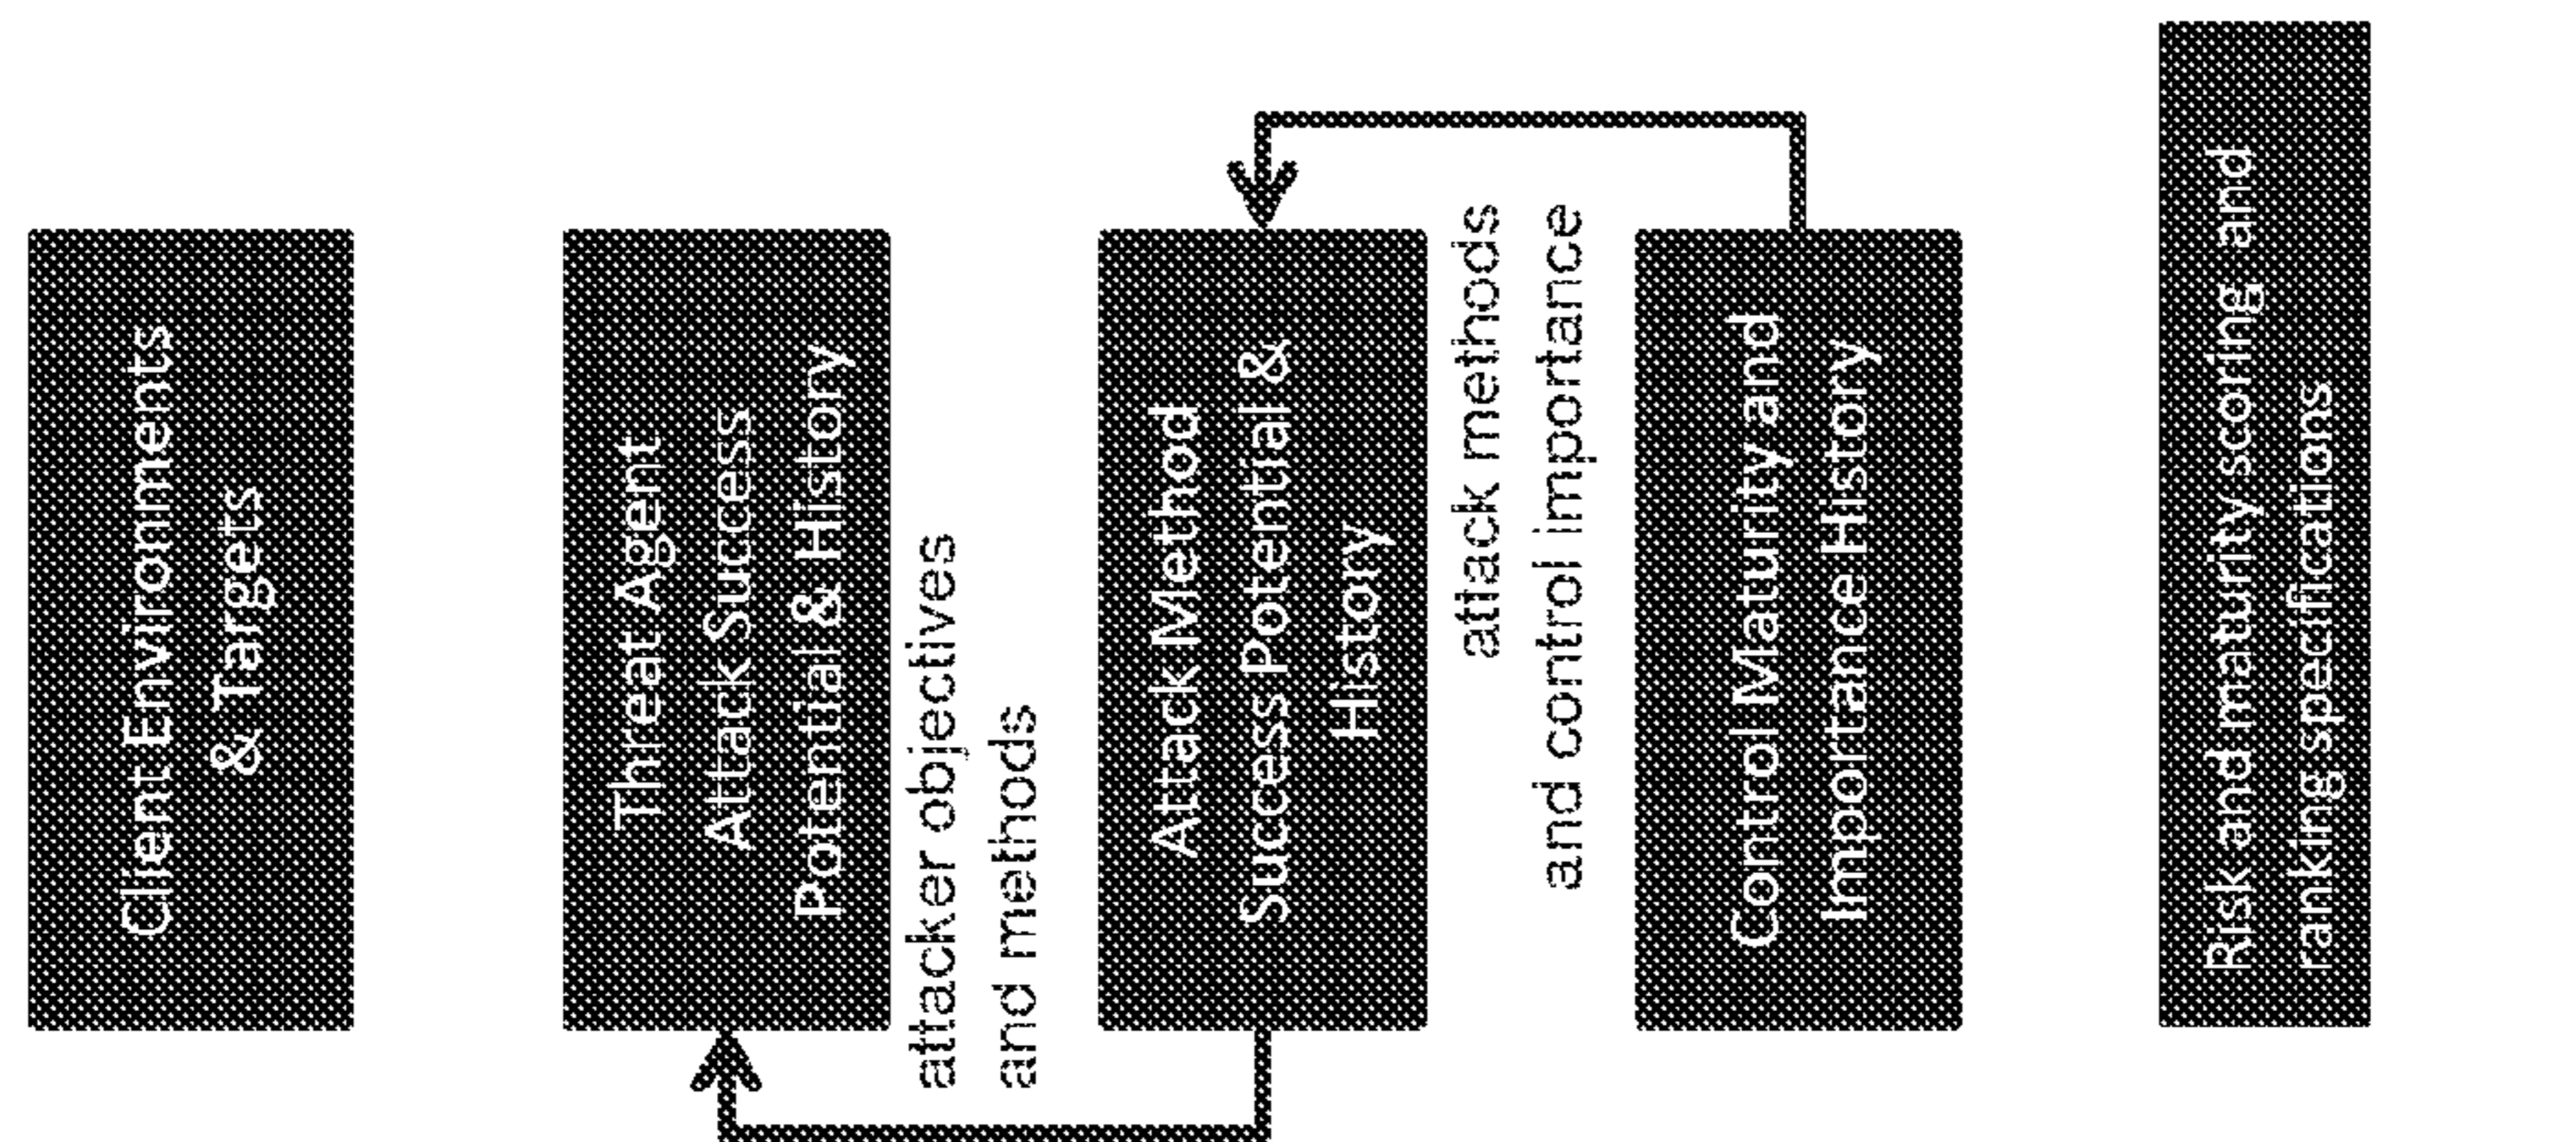 Client Environments
& Targets
Threat Agent
Attack Success
Potential & History
attacker objectives
and methods
Attack Method
Success Potential &
History
attack methods
and control importance
Control Maturity and
Importance History
Risk and maturity scoring and
ranking specifications